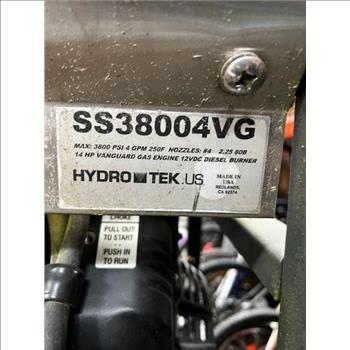 SS38004VG
MAX: 3800 PSI 4 GPM 250F NOZZLES: #4 2.25 80B
14 HP VANGUARD GAS ENGINE 12VDC DIESEL BURNER
HYDRO TEK.US
MADE IN
USA
REDLANDS,
CA 92374
CHOKE
PULL OUT
TO START
PUSH IN
TO RUN